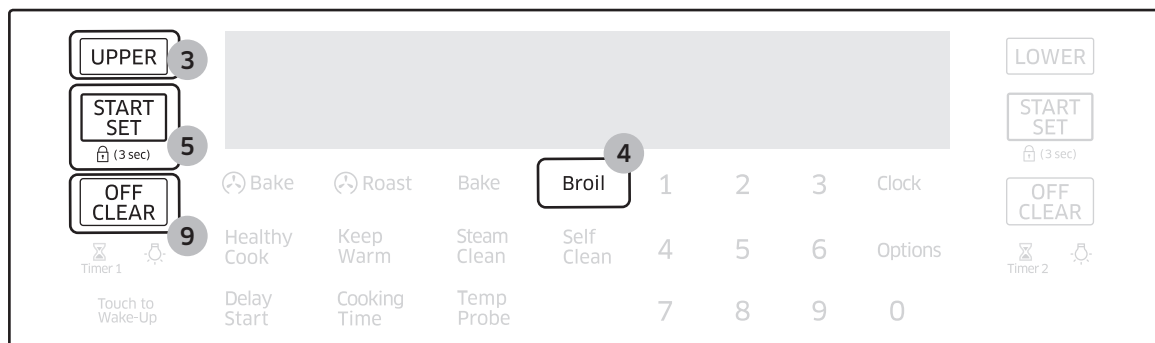 UPPER
3
START
SET
(3 sec)
5
OFF
CLEAR
9
Timer 1
Touch to
Wake-Up
Bake
Roast
Bake
Broil
4
Healthy
Cook
Keep
Warm
Steam
Clean
Self
Clean
Delay
Start
Cooking
Time
Temp
Probe
1 2 3
4 5 6
7 8 9 0
Clock
Options
LOWER
START
SET
(3 sec)
OFF
CLEAR
Timer 2